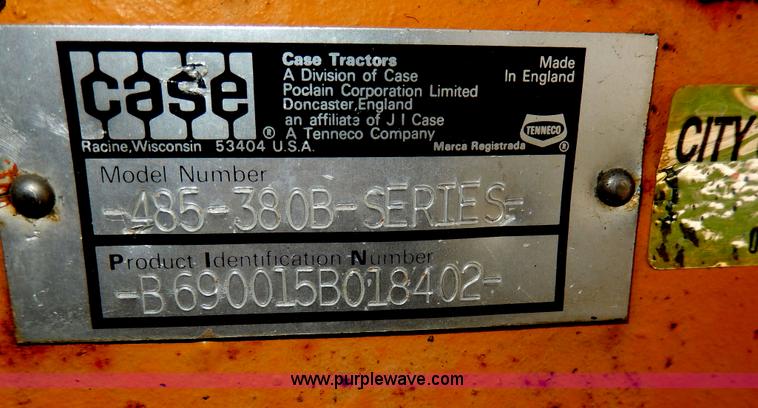 case
®
Racine, Wisconsin 53404 U.S.A.
Case Tractors
A Division of Case
Poclain Corporation Limited
Doncaster, England
an affiliate of J I Case
A Tenneco Company
Made
In England
TENNECO
Marca Registrada ®
Model Number
-485-380B-SERIES-
Product Identification Number
-B690015B018402-
CITY
0
www.purplewave.com